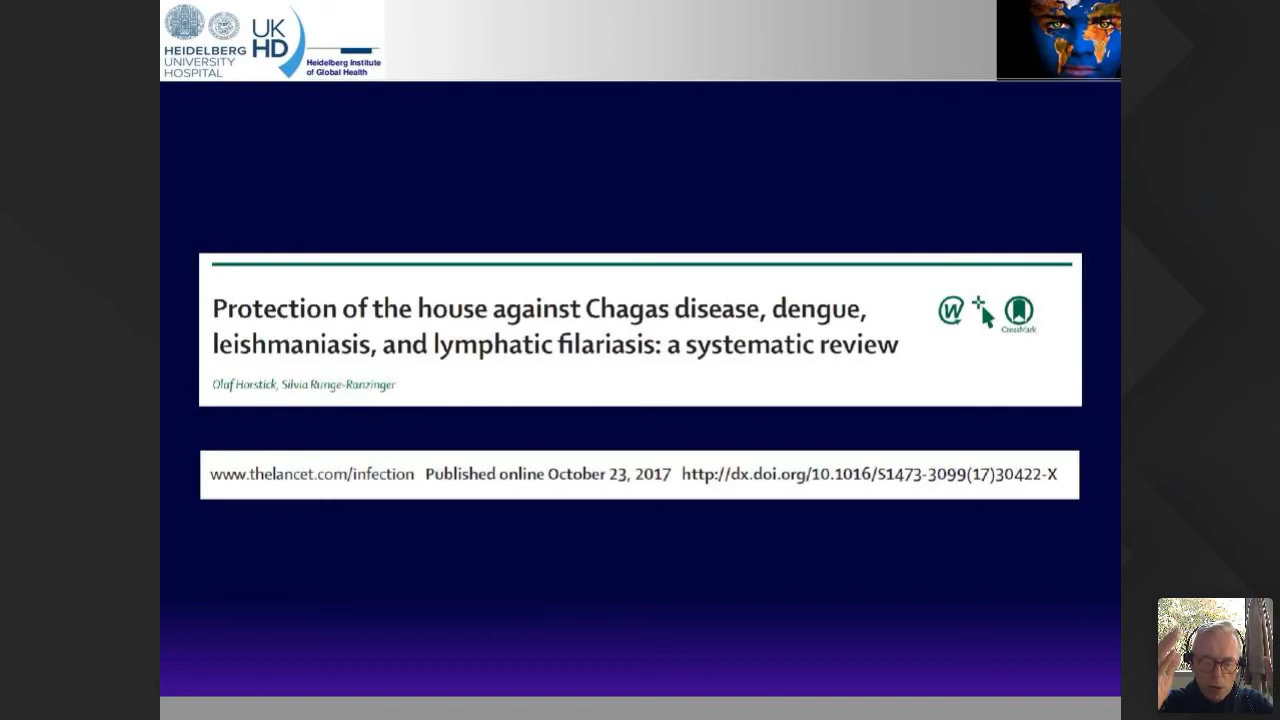 HEIDELBERG
UNIVERSITY
HOSPITAL
UK
HD
Heidelberg Institute
of Global Health
Protection of the house against Chagas disease, dengue,
leishmaniasis, and lymphatic filariasis: a systematic review
CrossMark
Olaf Horstick, Silvia Runge-Ranzinger
www.thelancet.com/infection Published online October 23, 2017 http://dx.doi.org/10.1016/S1473-3099(17)30422-X